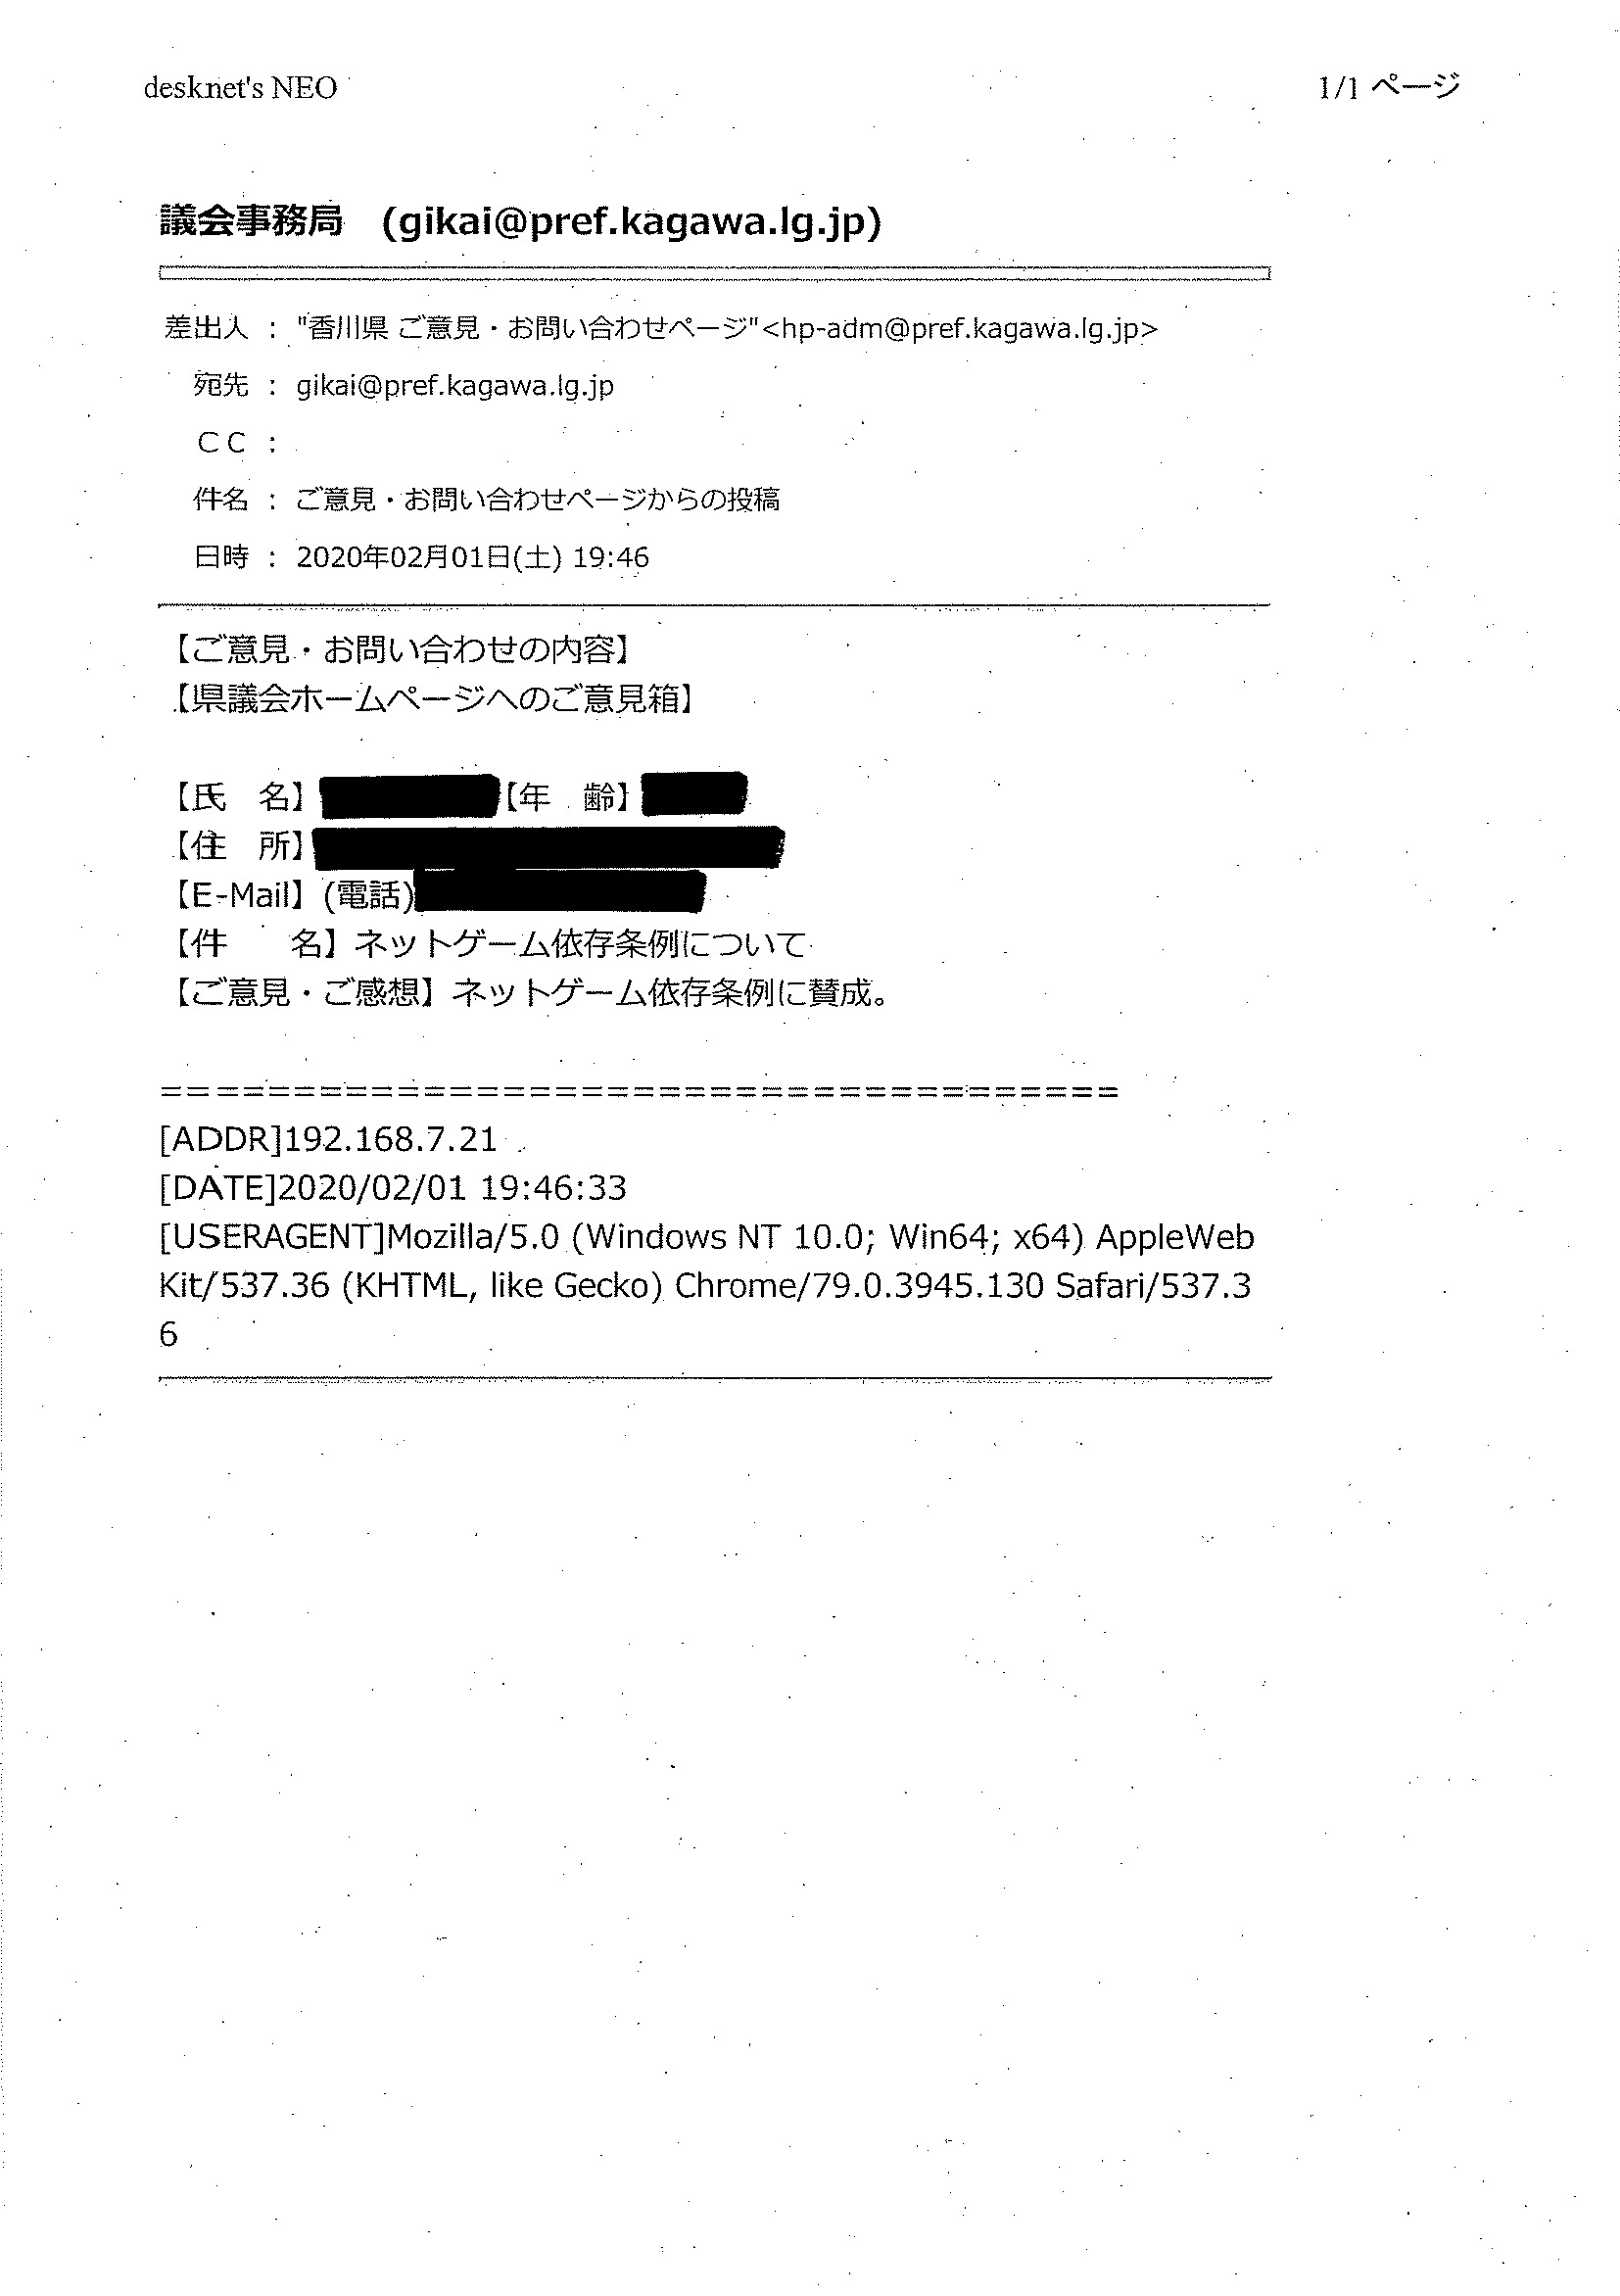 desknet's NEO
1/1 ページ
議会事務局　(gikai@pref.kagawa.lg.jp)
差出人 : "香川県 ご意見・お問い合わせページ"<hp-adm@pref.kagawa.lg.jp>
宛先 : gikai@pref.kagawa.lg.jp
ＣＣ :
件名 : ご意見・お問い合わせページからの投稿
日時 : 2020年02月01日(土) 19:46
【ご意見・お問い合わせの内容】
【県議会ホームページへのご意見箱】
【氏　名】【年　齢】
【住　所】
【E-Mail】(電話)
【件　　名】ネットゲーム依存条例について
【ご意見・ご感想】ネットゲーム依存条例に賛成。
=====================================
[ADDR]192.168.7.21
[DATE]2020/02/01 19:46:33
[USERAGENT]Mozilla/5.0 (Windows NT 10.0; Win64; x64) AppleWeb
Kit/537.36 (KHTML, like Gecko) Chrome/79.0.3945.130 Safari/537.3
6